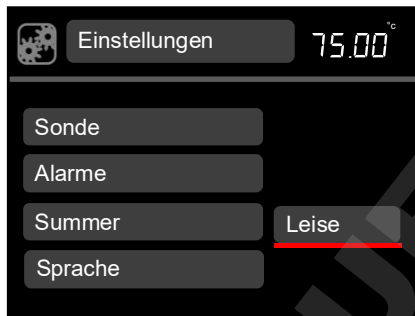 Einstellungen 75.00°c
Sonde
Alarme
Summer Leise
Sprache